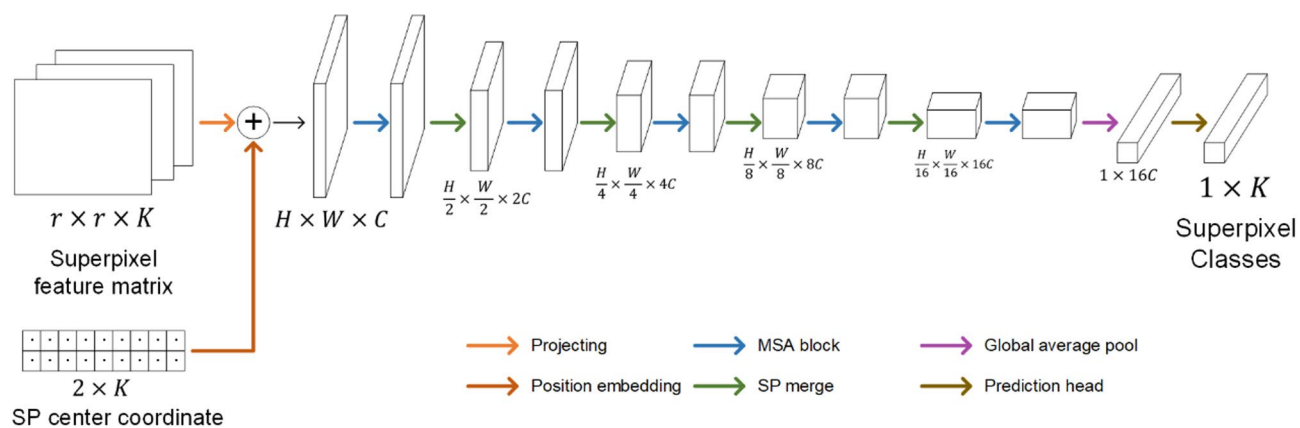 +
r × r × K
Superpixel
feature matrix
2 × K
SP center coordinate
H × W × C
H/2 × W/2 × 2C
H/4 × W/4 × 4C
H/8 × W/8 × 8C
H/16 × W/16 × 16C
1 × 16C
1 × K
Superpixel
Classes
Projecting
MSA block
Global average pool
Position embedding
SP merge
Prediction head